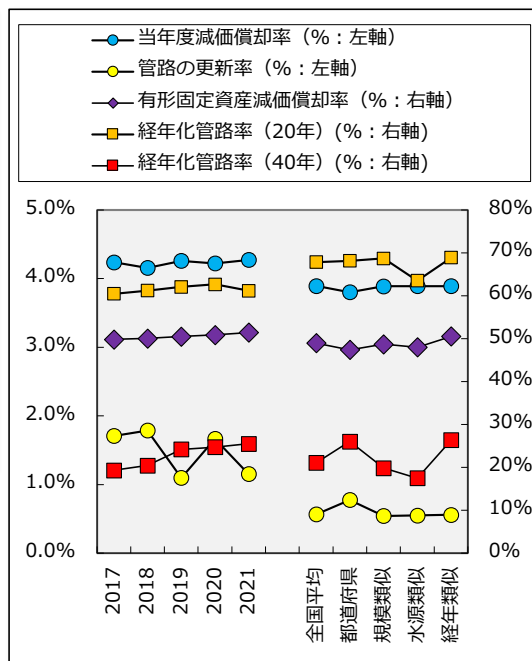 当年度減価償却率（%：左軸）
管路の更新率（%：左軸）
有形固定資産減価償却率（%：右軸）
経年化管路率（20年）(%：右軸)
経年化管路率（40年）(%：右軸)
5.0%
4.0%
3.0%
2.0%
1.0%
0.0%
80%
70%
60%
50%
40%
30%
20%
10%
0%
2017
2018
2019
2020
2021
全国平均
都道府県
規模類似
水源類似
経年類似